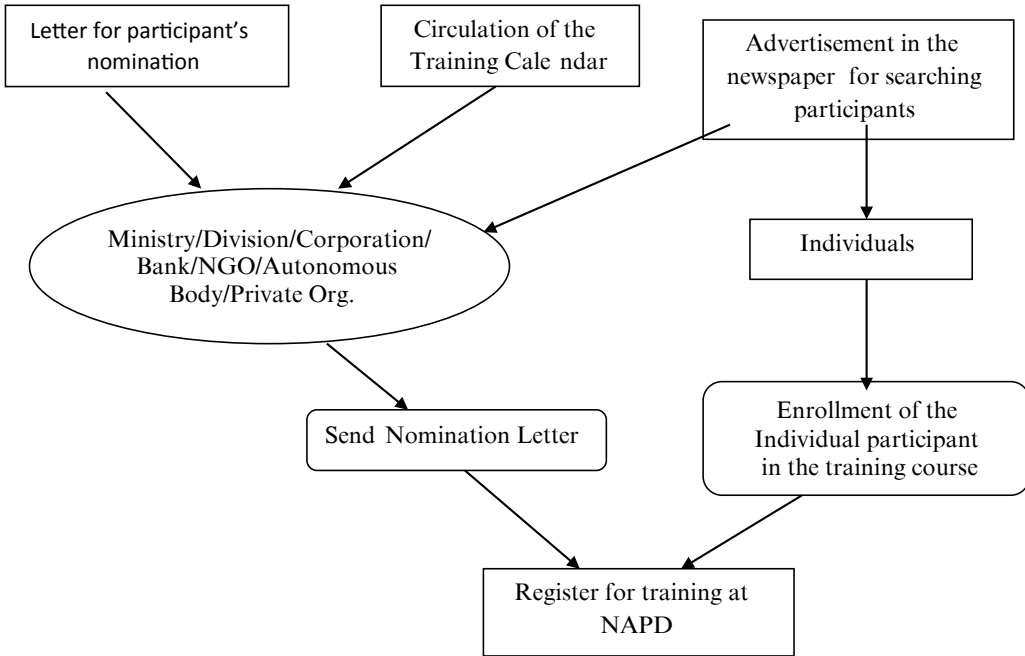 Letter for participant's
nomination
Circulation of the
Training Cale ndar
Advertisement in the
newspaper for searching
participants
Ministry/Division/Corporation/
Bank/NGO/Autonomous
Body/Private Org.
Individuals
Send Nomination Letter
Enrollment of the
Individual participant
in the training course
Register for training at
NAPD